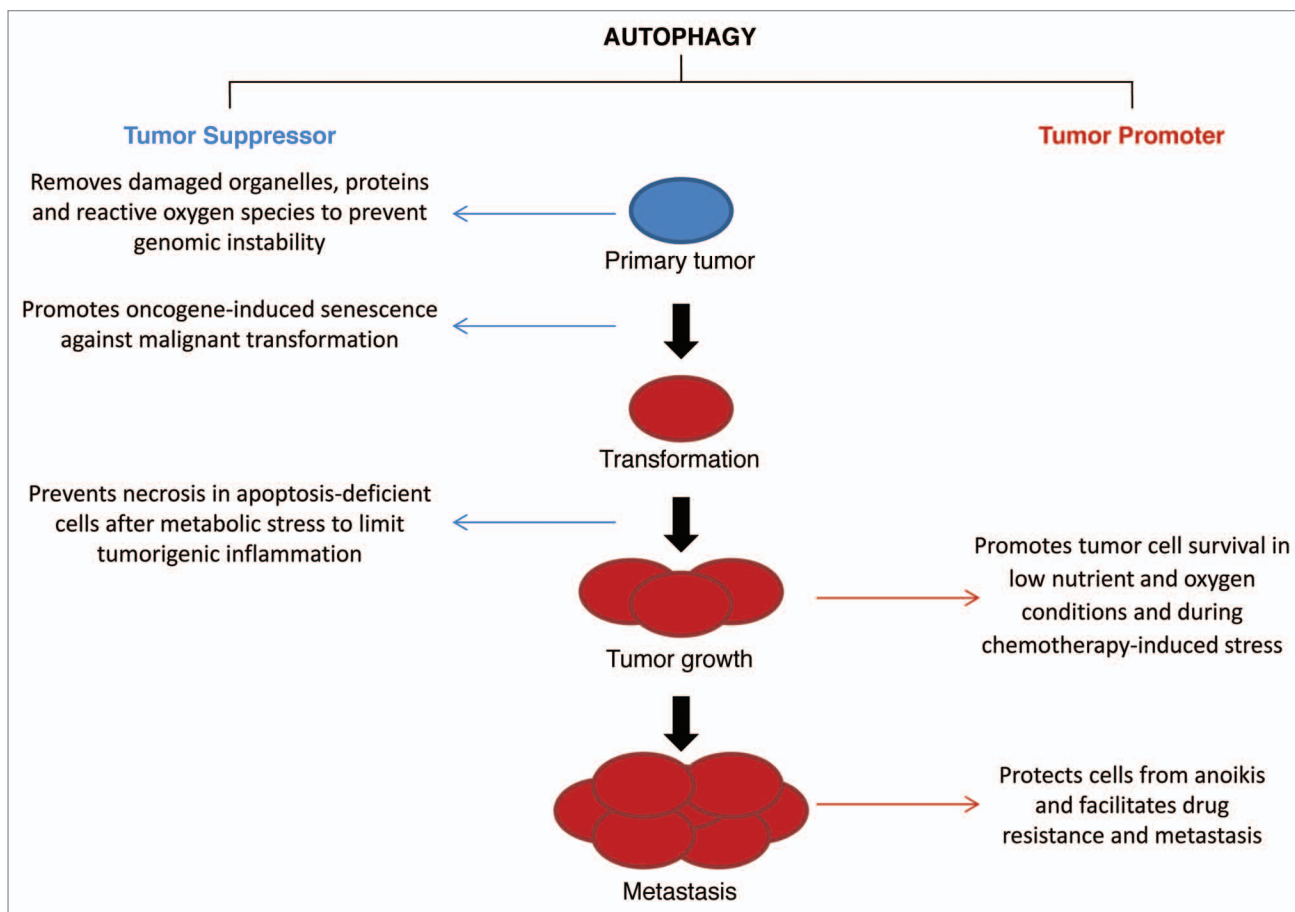 AUTOPHAGY
Tumor Suppressor
Tumor Promoter
Removes damaged organelles, proteins
and reactive oxygen species to prevent
genomic instability
Primary tumor
Promotes oncogene-induced senescence
against malignant transformation
Transformation
Prevents necrosis in apoptosis-deficient
cells after metabolic stress to limit
tumorigenic inflammation
Promotes tumor cell survival in
low nutrient and oxygen
conditions and during
chemotherapy-induced stress
Tumor growth
Protects cells from anoikis
and facilitates drug
resistance and metastasis
Metastasis